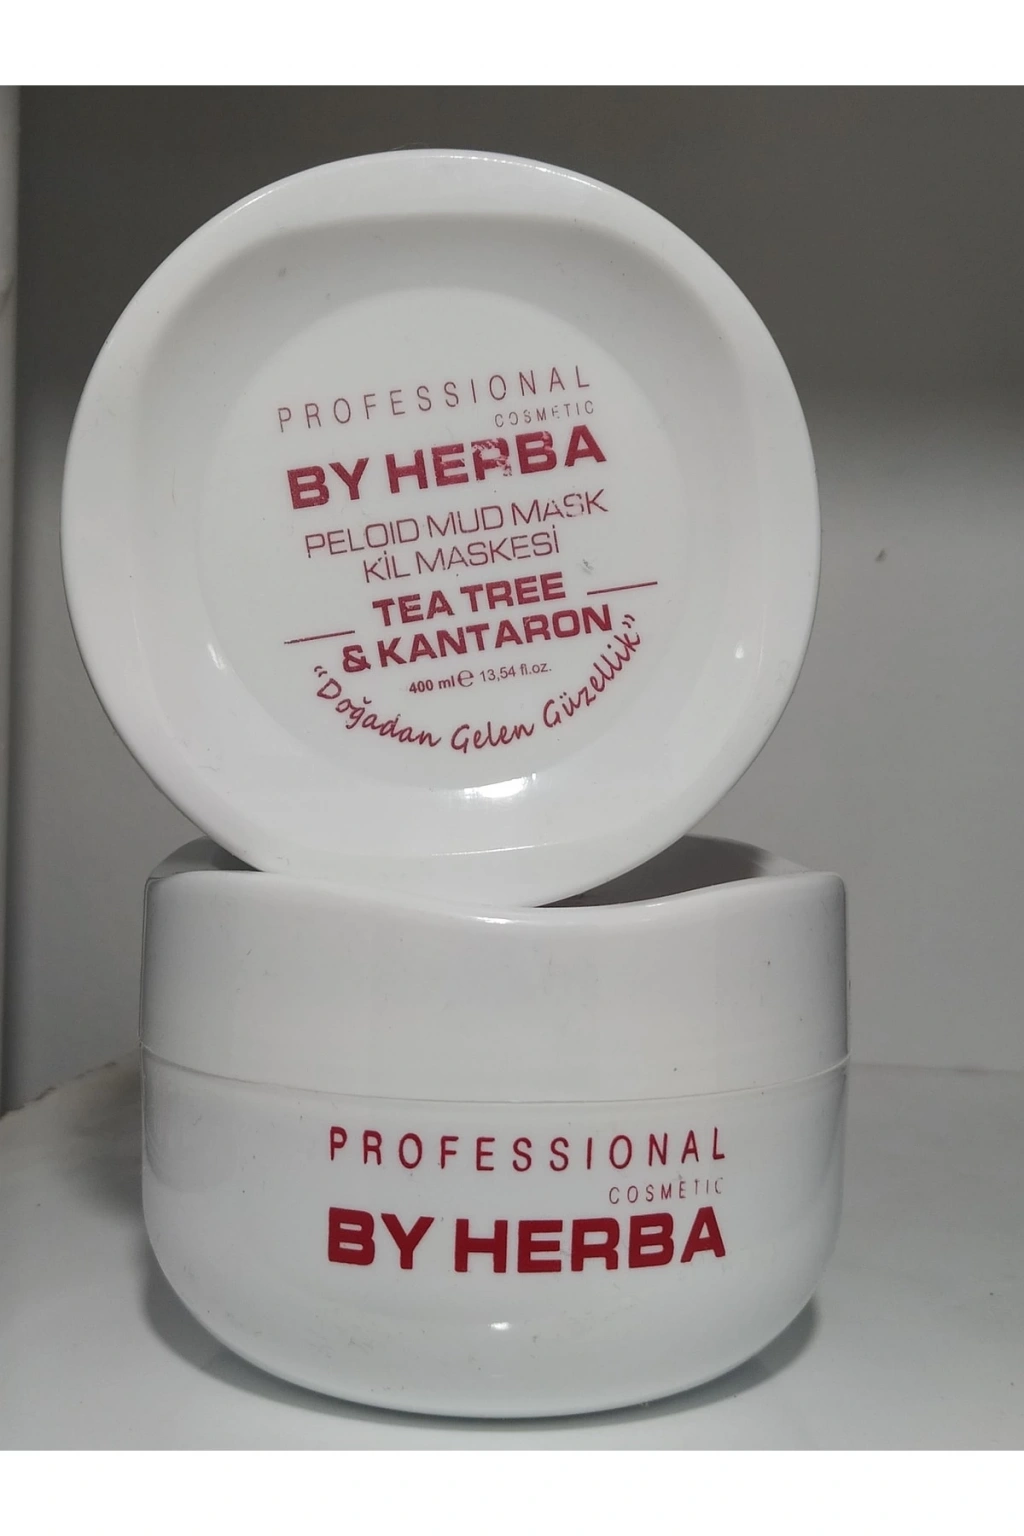 PROFESSIONAL
COSMETIC
BY HERBA
PELOID MUD MASK
KİL MASKESİ
TEA TREE
& KANTARON
400 ml ℮ 13,54 fl.oz.
"Doğadan Gelen Güzellik"
PROFESSIONAL
COSMETIC
BY HERBA